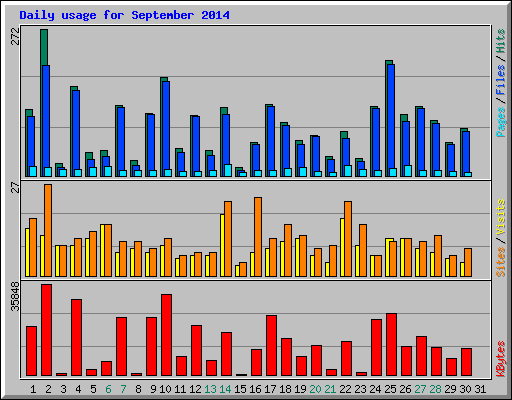 Daily usage for September 2014
272
Pages / Files / Hits
27
Sites / Visits
35848
KBytes
1 2 3 4 5 6 7 8 9 10 11 12 13 14 15 16 17 18 19 20 21 22 23 24 25 26 27 28 29 30 31